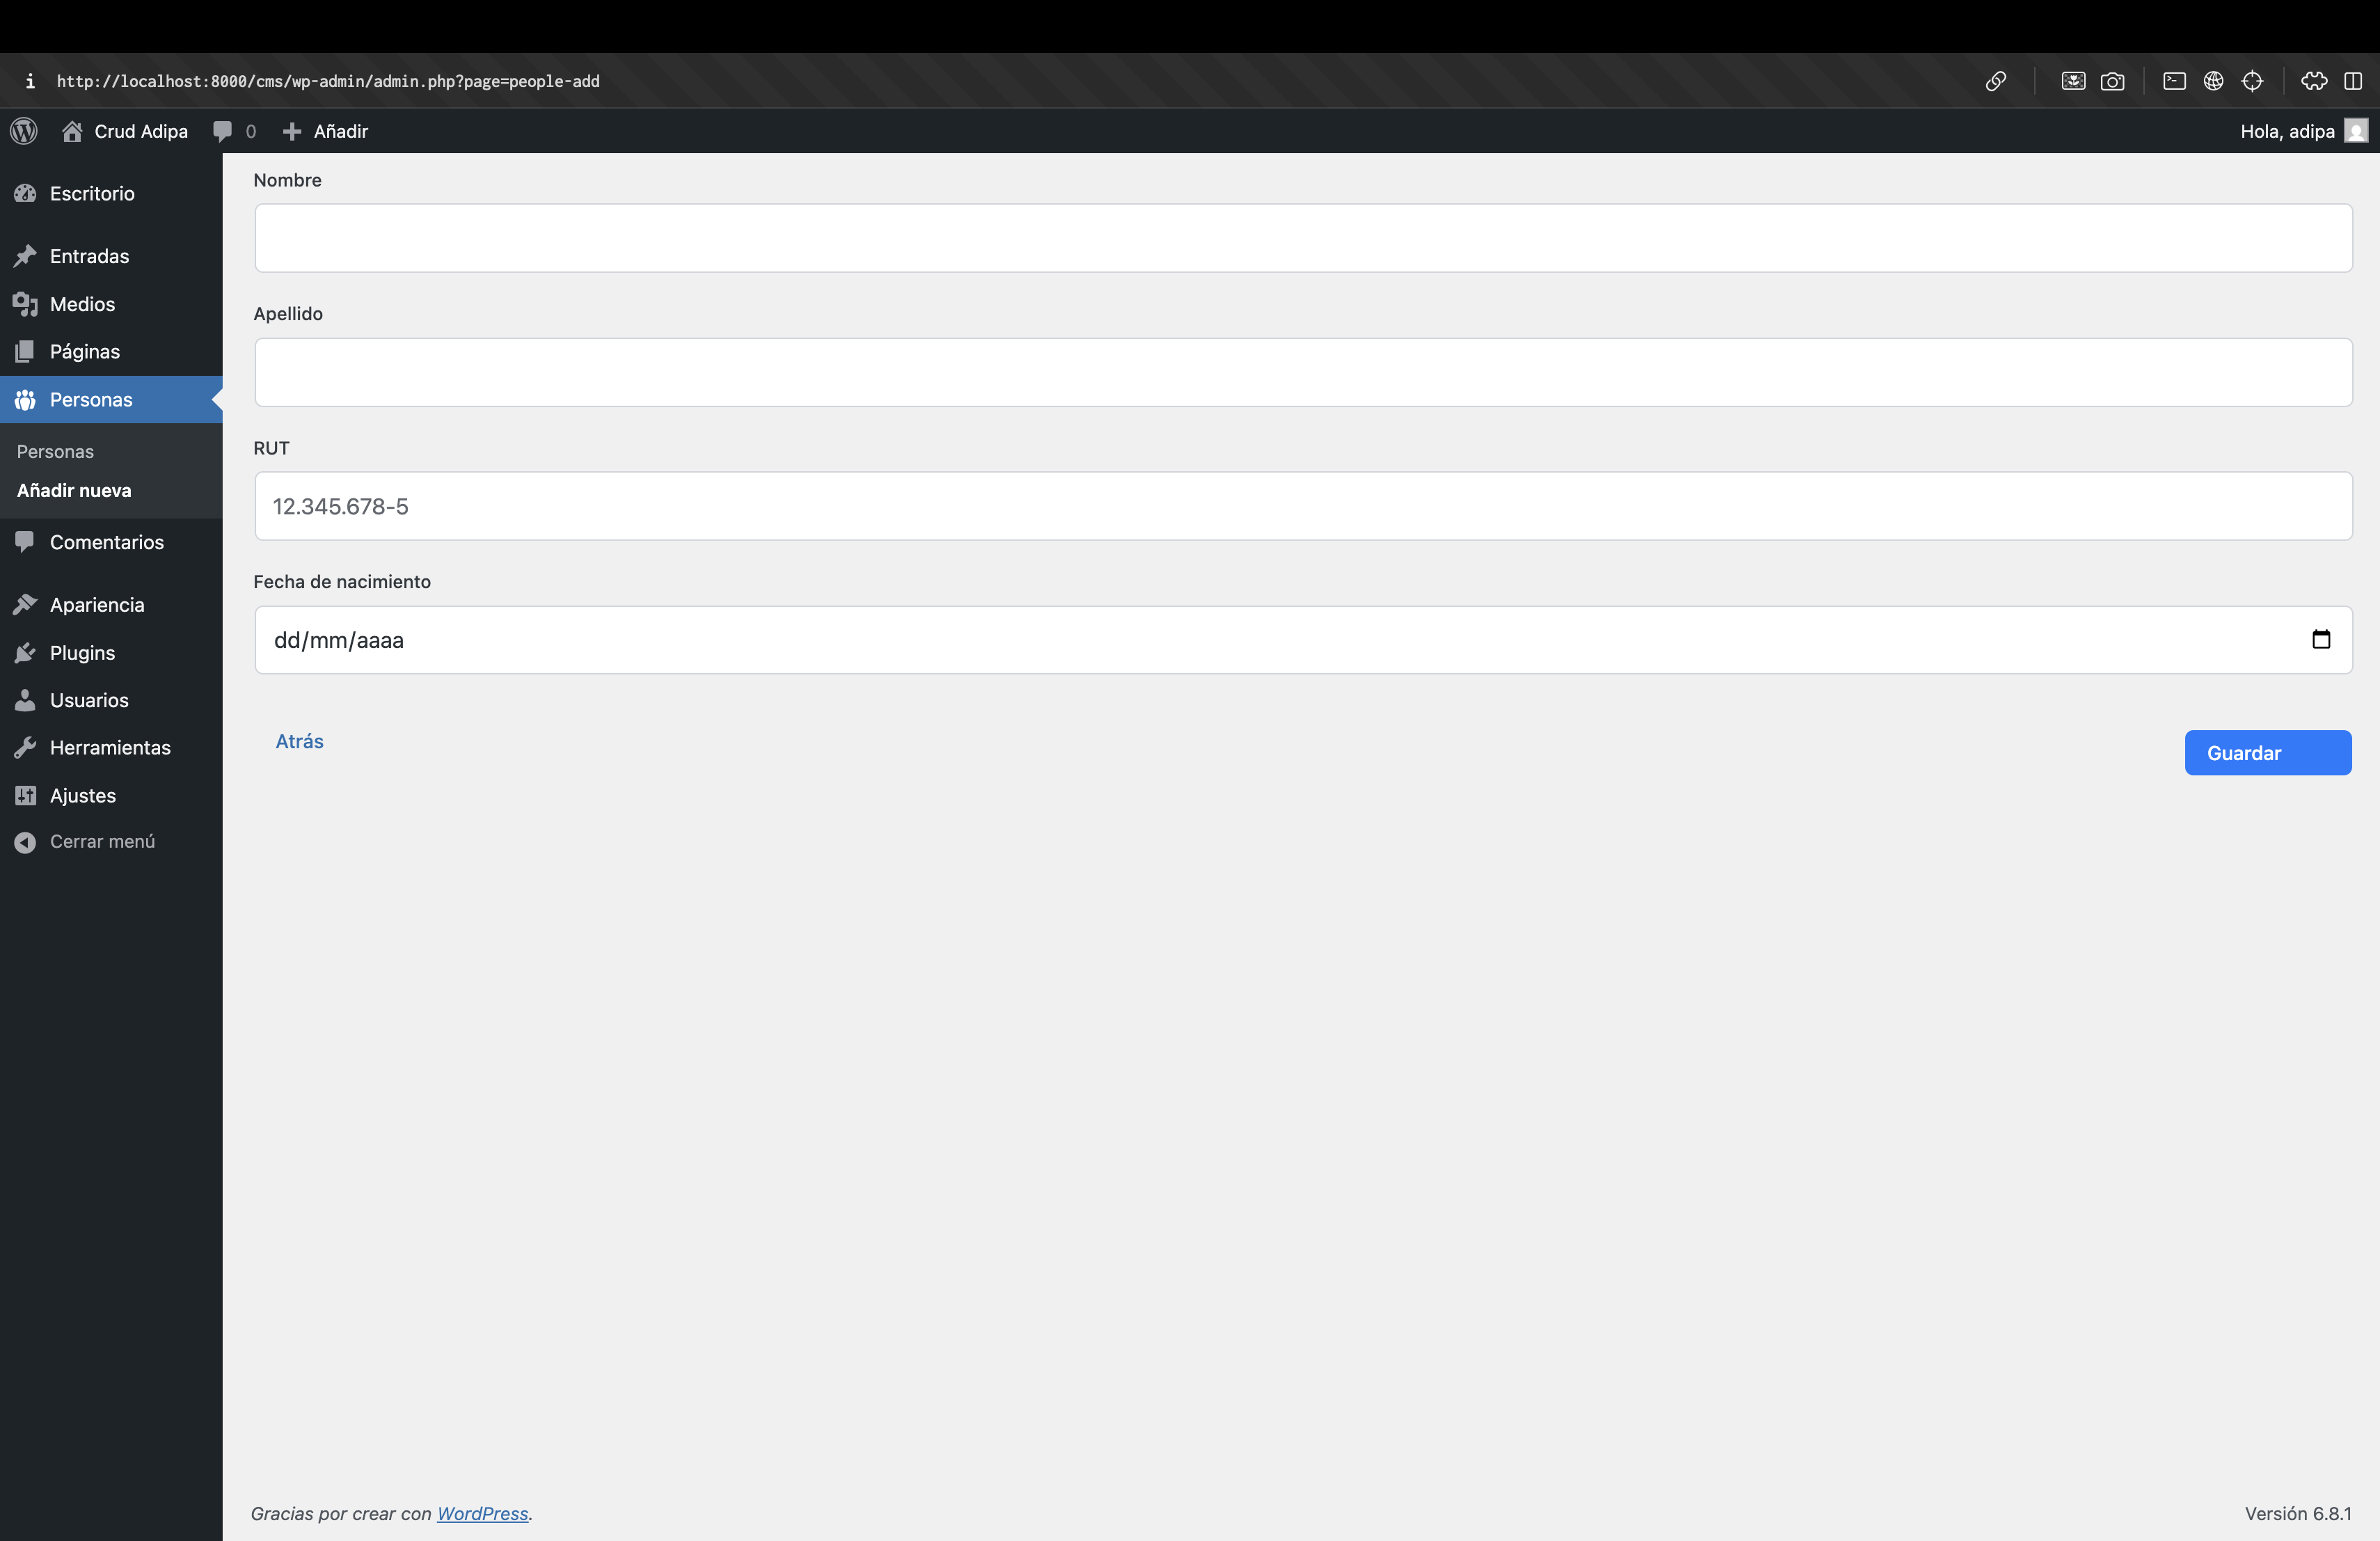 http://localhost:8000/cms/wp-admin/admin.php?page=people-add
Crud Adipa 0 Añadir Hola, adipa
Escritorio
Entradas
Medios
Páginas
Personas
Personas
Añadir nueva
Comentarios
Apariencia
Plugins
Usuarios
Herramientas
Ajustes
Cerrar menú
Nombre
Apellido
RUT
12.345.678-5
Fecha de nacimiento
dd/mm/aaaa
Atrás
Guardar
Gracias por crear con WordPress.
Versión 6.8.1